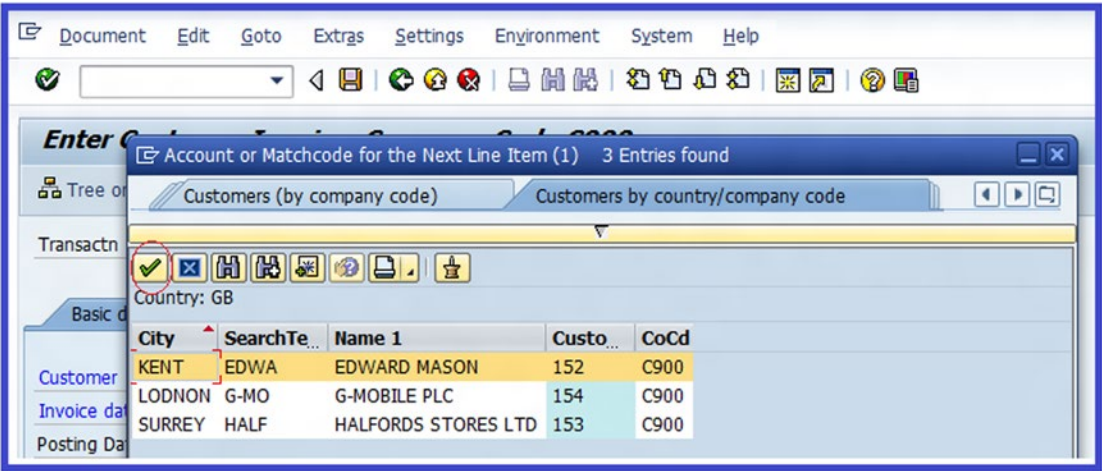 Document Edit Goto Extras Settings Environment System Help
Enter
Account or Matchcode for the Next Line Item (1) 3 Entries found
Tree
Customers (by company code) Customers by country/company code
Transactn
Country: GB
Basic
City SearchTe... Name 1 Custo... CoCd
KENT EDWA EDWARD MASON 152 C900
Customer
LODNON G-MO G-MOBILE PLC 154 C900
Invoice
SURREY HALF HALFORDS STORES LTD 153 C900
Posting